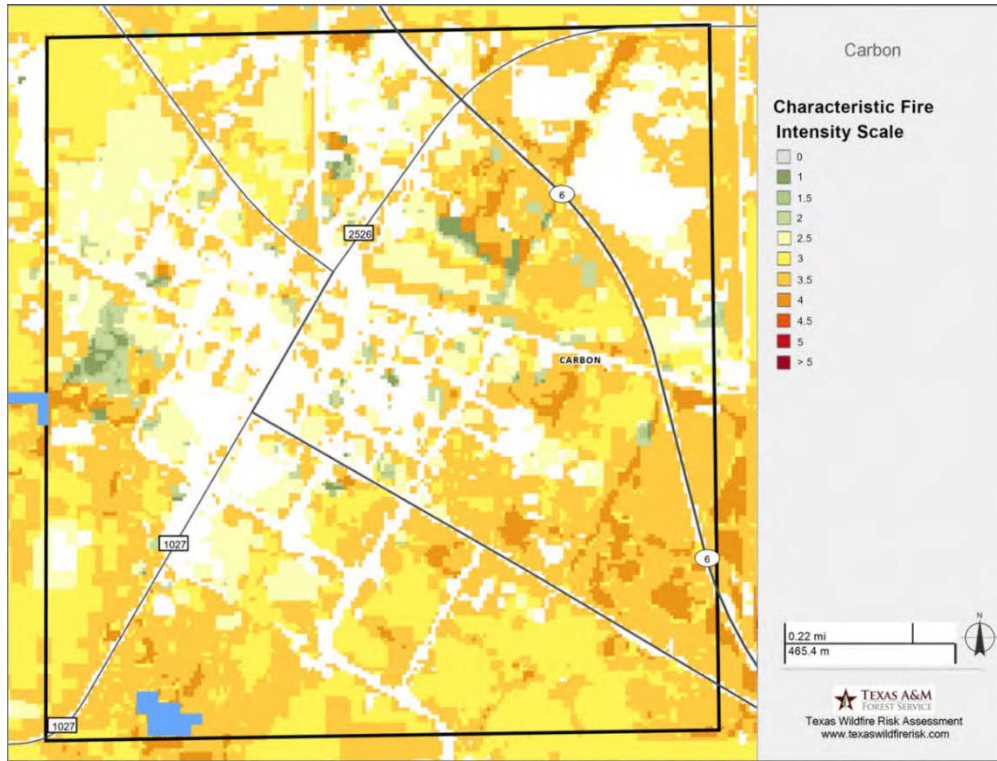 Carbon
Characteristic Fire
Intensity Scale
0
1
1.5
2
2.5
3
3.5
4
4.5
5
> 5
6
2526
CARBON
1027
6
1027
N
0.22 mi
465.4 m
TEXAS A&M
FOREST SERVICE
Texas Wildfire Risk Assessment
www.texaswildfirerisk.com